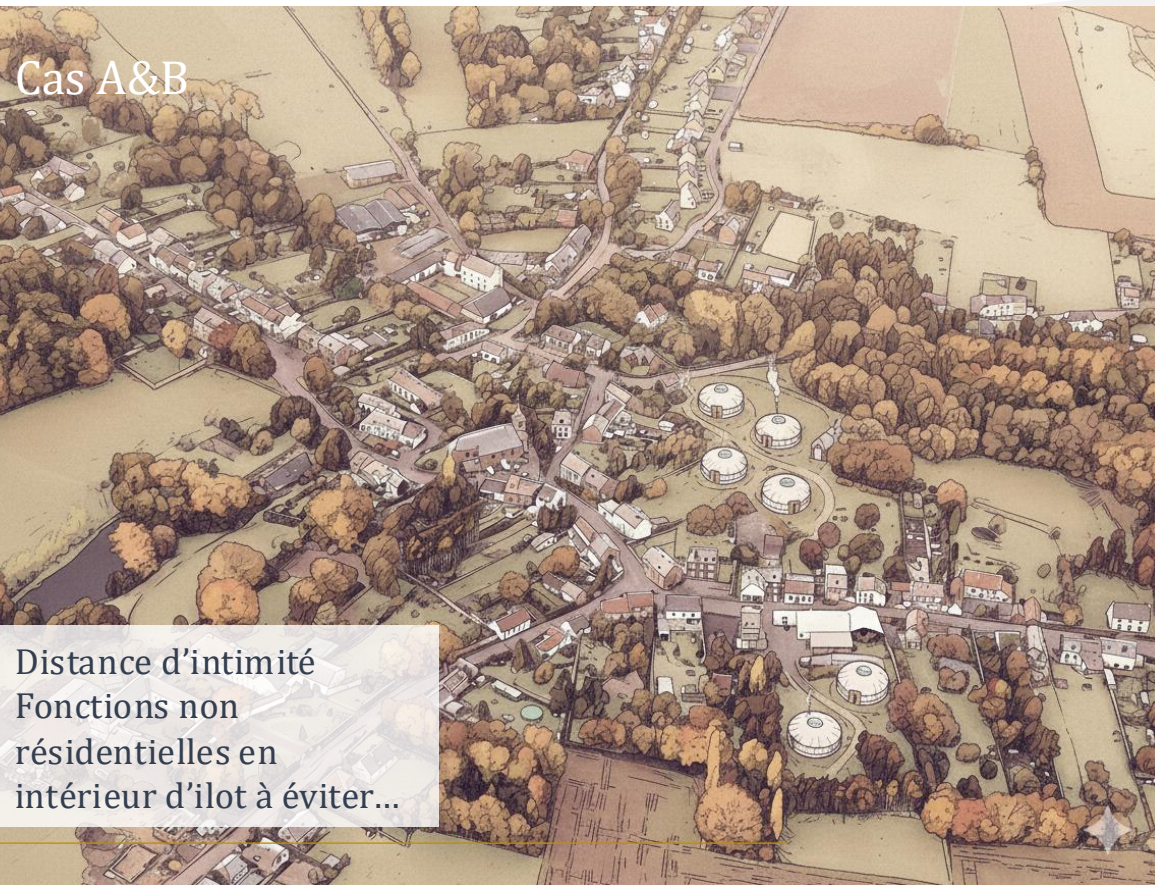 Cas A&B
Distance d’intimité
Fonctions non
résidentielles en
intérieur d’ilot à éviter...